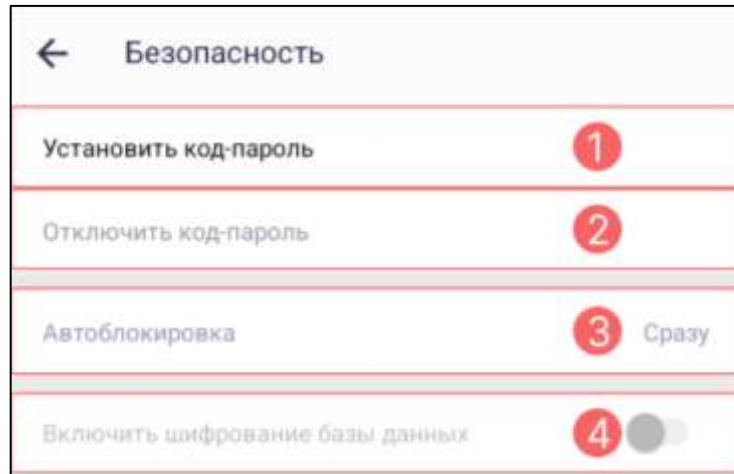 Безопасность
Установить код-пароль 1
Отключить код-пароль 2
Автоблокировка 3 Сразу
Включить шифрование базы данных 4